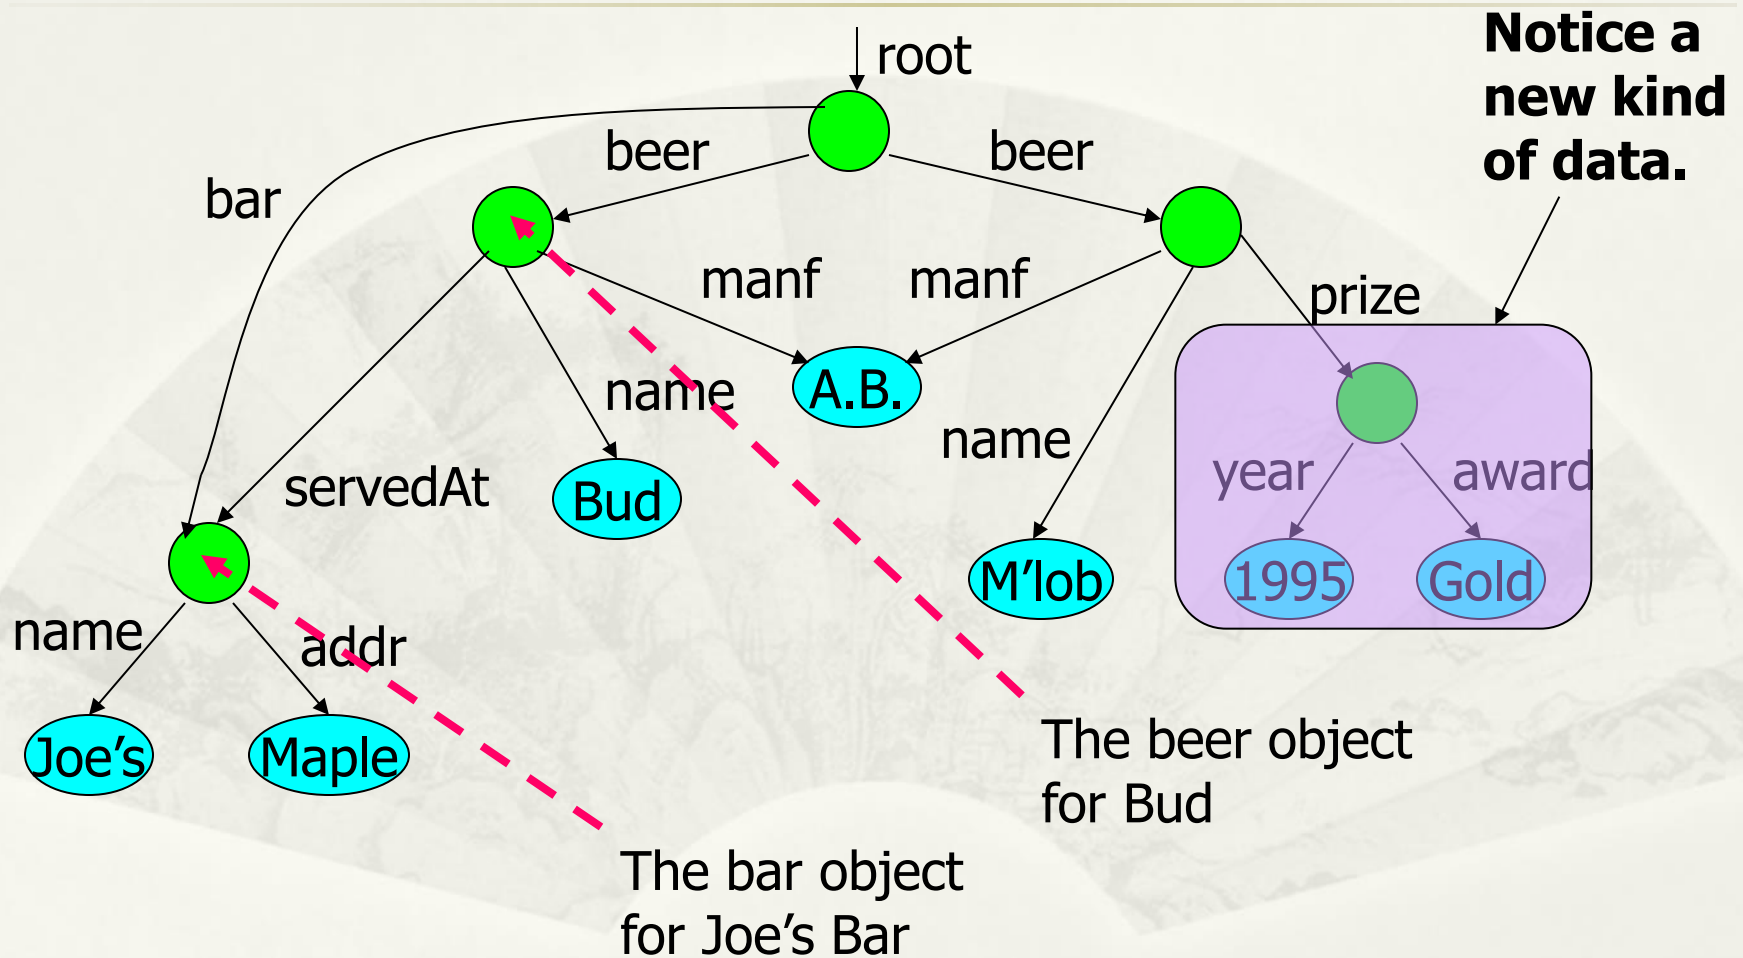 Notice a
new kind
of data.
root
beer
beer
bar
manf
manf
prize
name
A.B.
name
servedAt
Bud
year
award
M'lob
1995
Gold
name
addr
Joe's
Maple
The beer object
for Bud
The bar object
for Joe's Bar